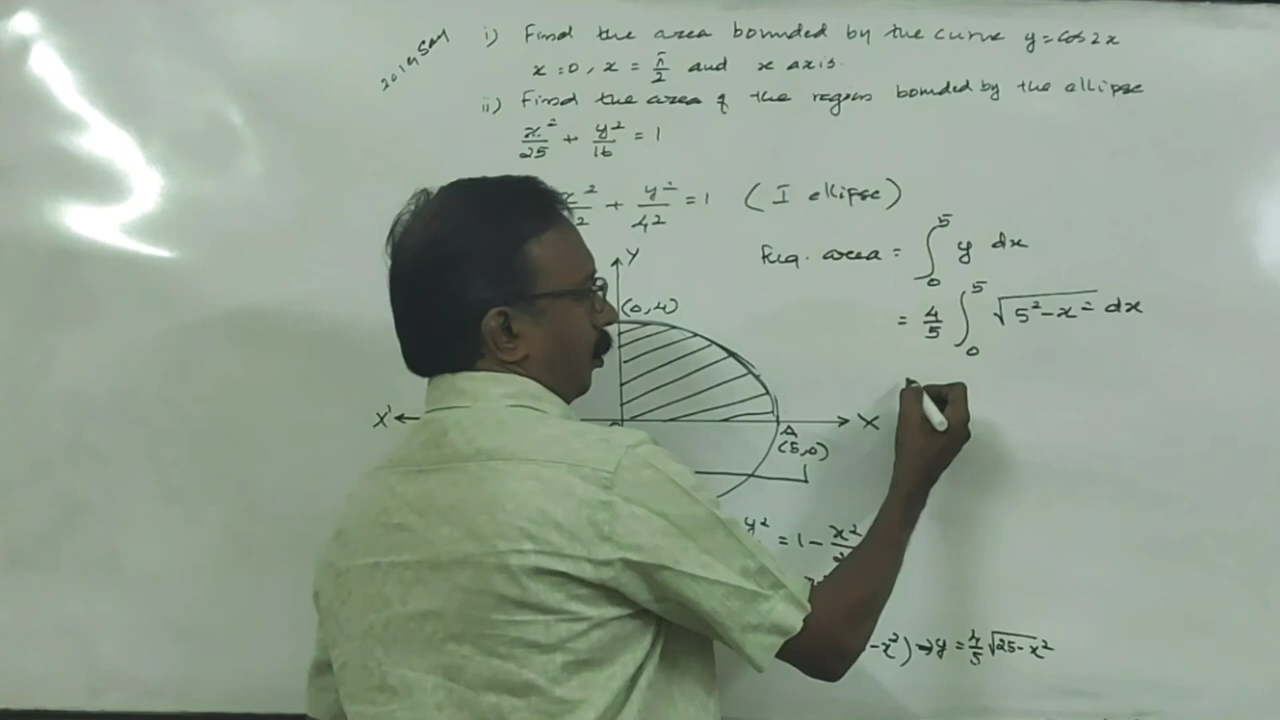 2019 Say
i) Find the area bounded by the curve y = cos 2x
x = 0, x = π/2 and x axis.
ii) Find the area of the region bounded by the ellipse
x²/25 + y²/16 = 1
x²/ 2 + y²/4² = 1 (I ellipse)
Req. area = ∫₀⁵ y dx
= 4/5 ∫₀⁵ √(5²-x²) dx
Y
(0,4)
X' X
A
(5,0)
y² = 1 - x²
-x²) ⇒ y = 4/5 √25-x²